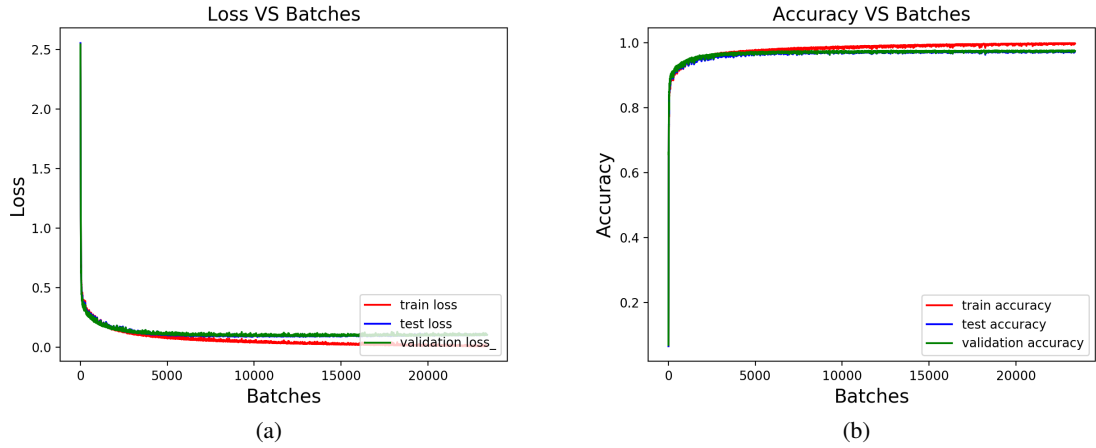 Loss VS Batches
2.5
2.0
1.5
1.0
0.5
0.0
Loss
train loss
test loss
validation loss_
0 5000 10000 15000 20000
Batches
(a)
Accuracy VS Batches
1.0
0.8
0.6
0.4
0.2
Accuracy
train accuracy
test accuracy
validation accuracy
0 5000 10000 15000 20000
Batches
(b)